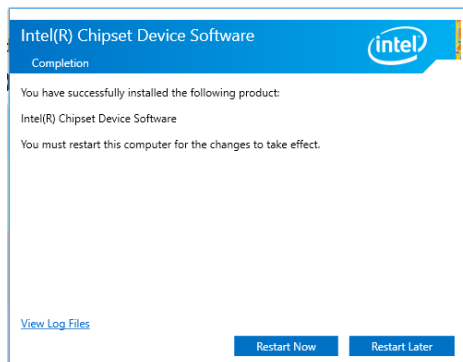 Intel(R) Chipset Device Software
intel
Completion
You have successfully installed the following product:
Intel(R) Chipset Device Software
You must restart this computer for the changes to take effect.
View Log Files
Restart Now
Restart Later